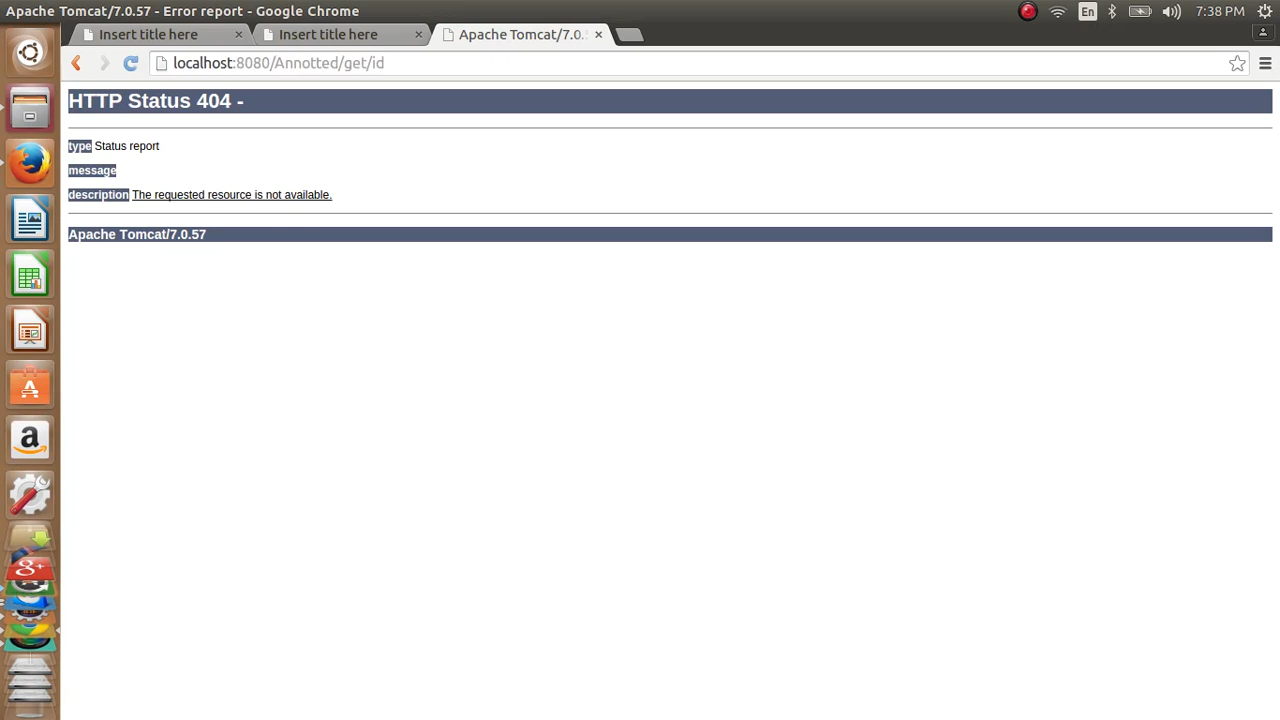 Apache Tomcat/7.0.57 - Error report - Google Chrome
En
7:38 PM
Insert title here
Insert title here
Apache Tomcat/7.0.5
localhost:8080/Annotted/get/id
HTTP Status 404 -
type Status report
message
description The requested resource is not available.
Apache Tomcat/7.0.57
a
g+